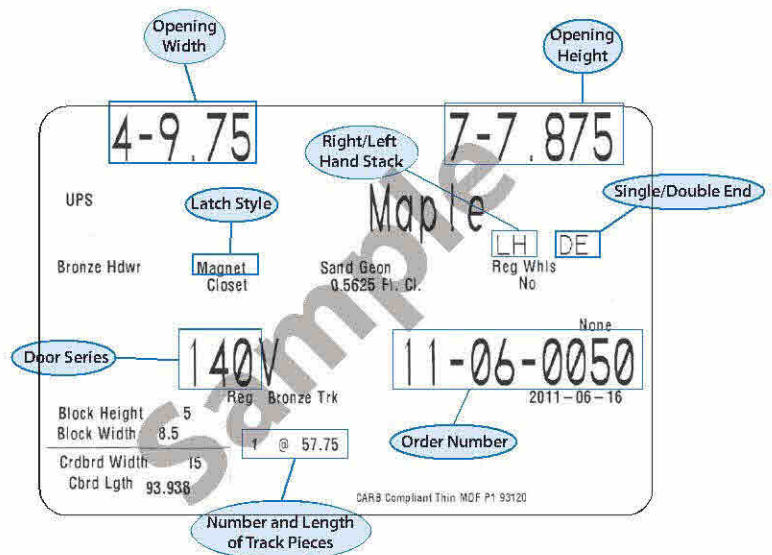 Opening
Width
Opening
Height
4-9.75
7-7.875
Right/Left
Hand Stack
UPS
Latch Style
Maple
Single/Double End
LH DE
Bronze Hdwr
Magnet
Closet
Sand Geon
0.5625 Fl. Cl.
Reg Whls
No
None
Door Series
140V
11-06-0050
Reg Bronze Trk
2011-06-16
Block Height 5
Block Width 8.5
1 @ 57.75
Order Number
Crdbrd Width 15
Cbrd Lgth 93.938
CARB Compliant Thin MDF P1 93120
Number and Length
of Track Pieces
Sample